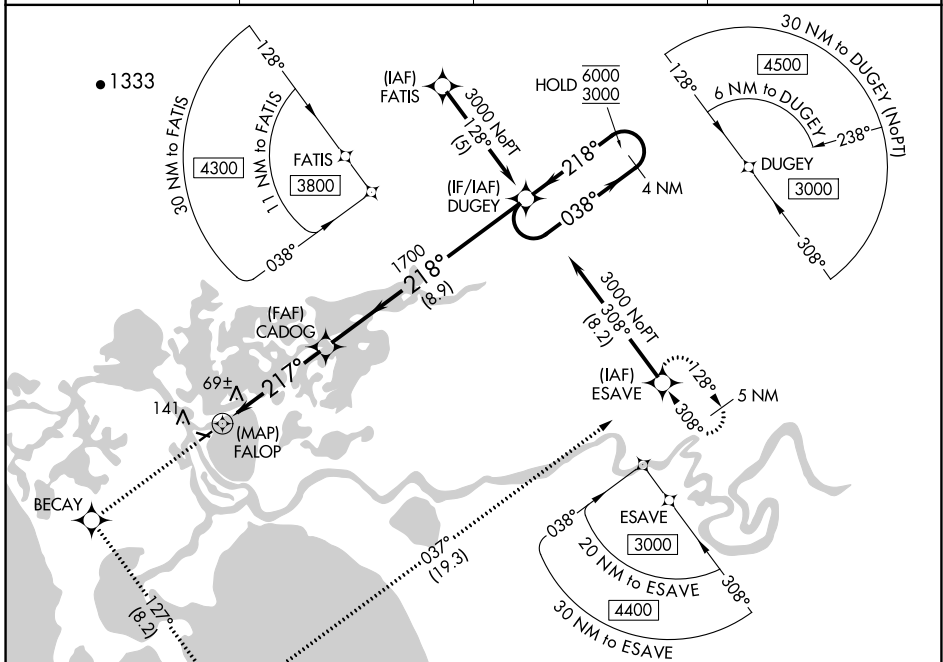 1333
128°
30 NM to FATIS
11 NM to FATIS
4300
FATIS
3800
038°
(IAF)
FATIS
3000 NoPT
128°
(5)
HOLD 6000
3000
218°
038°
4 NM
(IF/IAF)
DUGEY
30 NM to DUGEY (NoPT)
4500
128°
6 NM to DUGEY
238°
DUGEY
3000
308°
1700
218°
(8.9)
(FAF)
CADOG
217°
69±
141
(MAP)
FALOP
3000 NoPT
308°
(8.2)
(IAF)
ESAVE
128°
308°
5 NM
BECAY
127°
(8.2)
037°
(19.3)
038°
ESAVE
3000
20 NM to ESAVE
308°
4400
30 NM to ESAVE